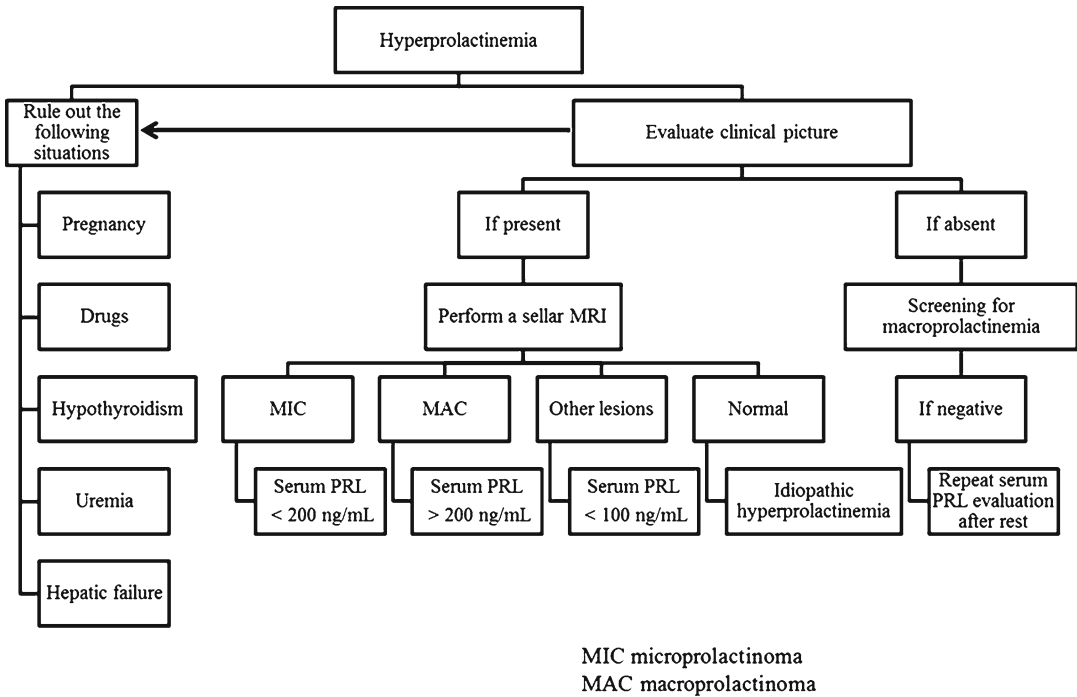 Hyperprolactinemia
Rule out the
following
situations
Evaluate clinical picture
Pregnancy
Drugs
Hypothyroidism
Uremia
Hepatic failure
If present
If absent
Perform a sellar MRI
Screening for
macroprolactinemia
MIC
MAC
Other lesions
Normal
If negative
Serum PRL
< 200 ng/mL
Serum PRL
> 200 ng/mL
Serum PRL
< 100 ng/mL
Idiopathic
hyperprolactinemia
Repeat serum
PRL evaluation
after rest
MIC microprolactinoma
MAC macroprolactinoma